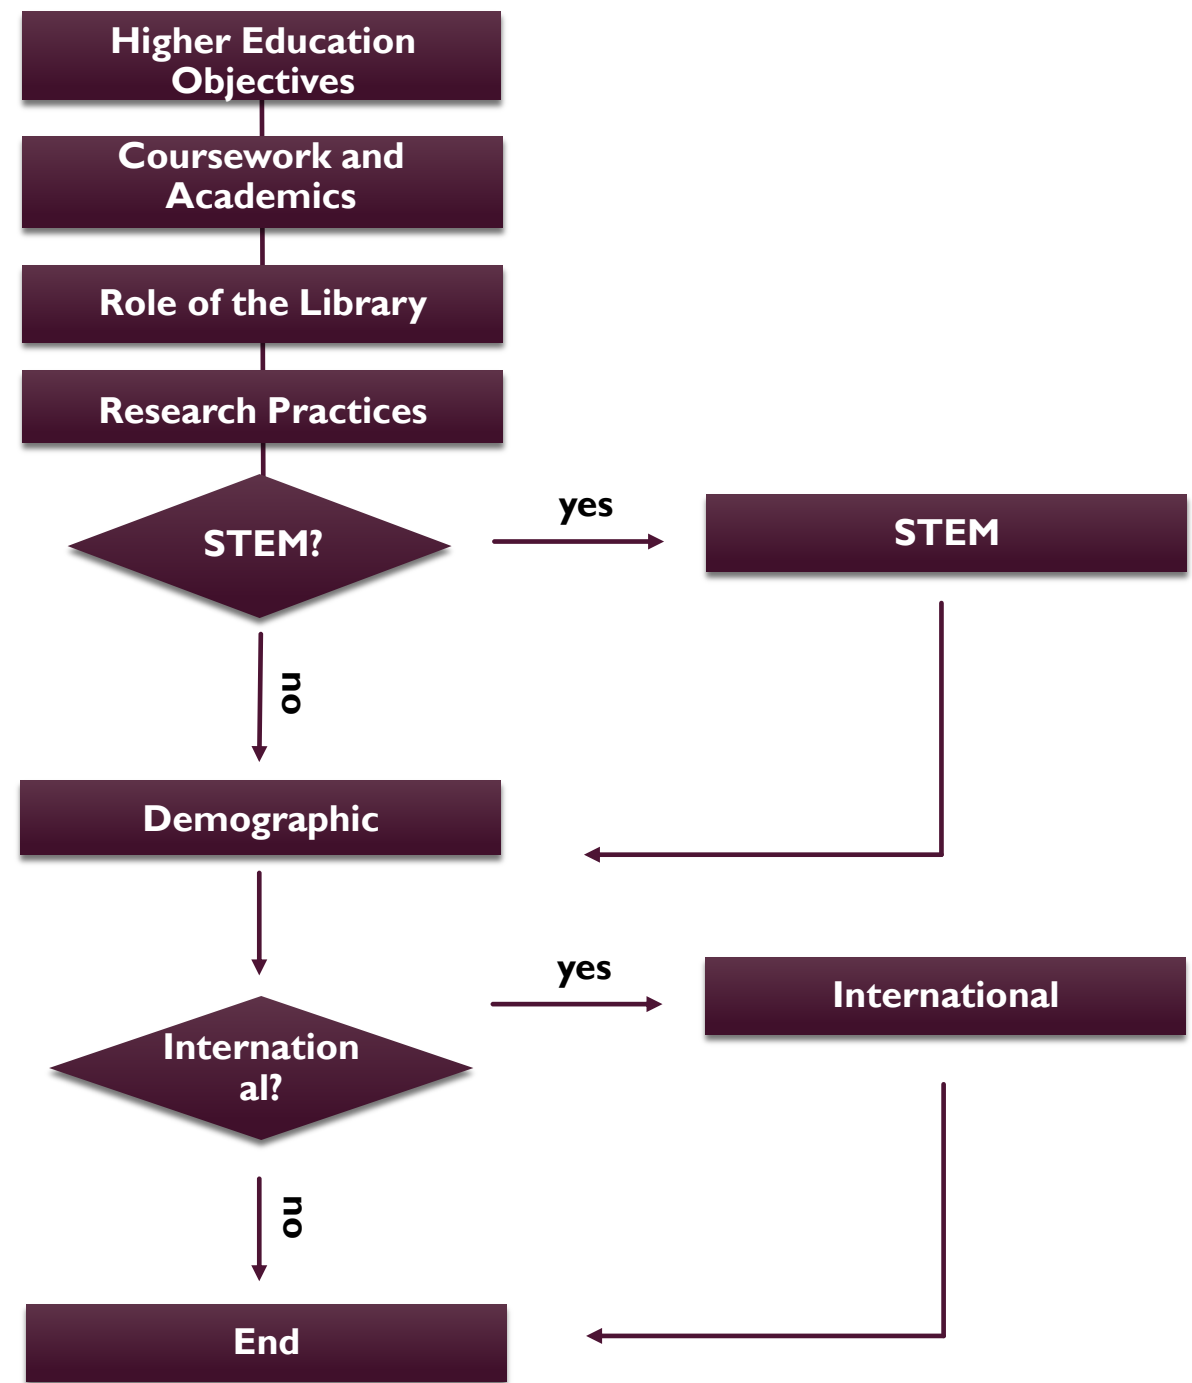 Higher Education
Objectives
Coursework and
Academics
Role of the Library
Research Practices
STEM?
yes
STEM
no
Demographic
Internation
al?
yes
International
no
End